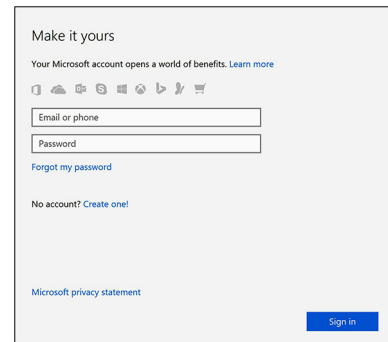 Make it yours
Your Microsoft account opens a world of benefits. Learn more
Email or phone
Password
Forgot my password
No account? Create one!
Microsoft privacy statement
Sign in